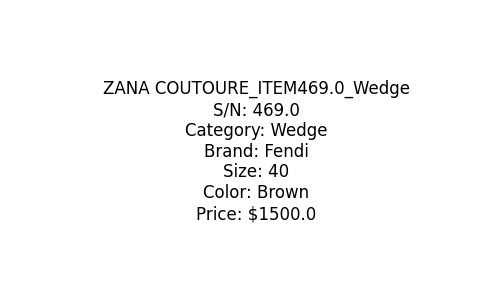 ZANA COUTOURE_ITEM469.0_Wedge
S/N: 469.0
Category: Wedge
Brand: Fendi
Size: 40
Color: Brown
Price: $1500.0